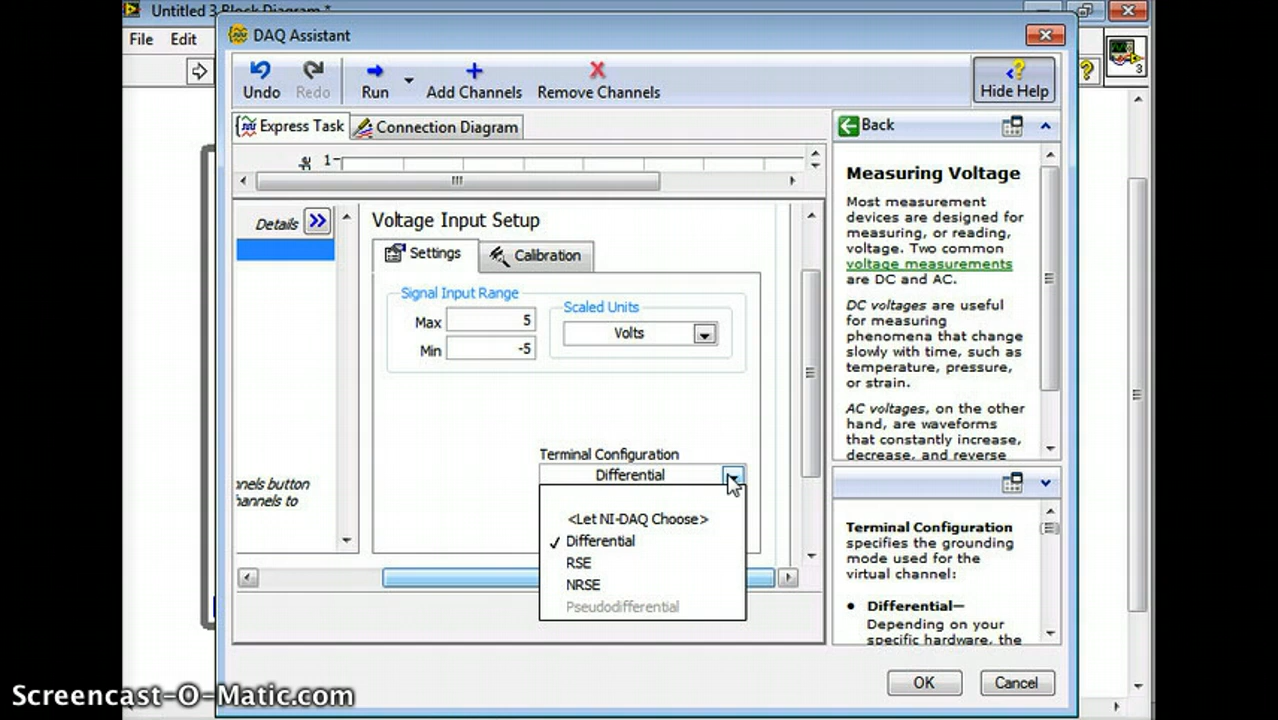 Untitled 3 Block Diagram *
File Edit
DAQ Assistant
Undo Redo Run Add Channels Remove Channels Hide Help
3
Express Task Connection Diagram
1-
Details
Voltage Input Setup
Settings Calibration
Signal Input Range
Max 5
Min -5
Scaled Units
Volts
nnels button
hannels to
Terminal Configuration
Differential
<Let NI-DAQ Choose>
✓ Differential
RSE
NRSE
Pseudodifferential
Back
Measuring Voltage
Most measurement
devices are designed for
measuring, or reading,
voltage. Two common
voltage measurements
are DC and AC.
DC voltages are useful
for measuring
phenomena that change
slowly with time, such as
temperature, pressure,
or strain.
AC voltages, on the other
hand, are waveforms
that constantly increase,
decrease, and reverse
Terminal Configuration
specifies the grounding
mode used for the
virtual channel:
• Differential—
Depending on your
specific hardware, the
OK Cancel
Screencast-O-Matic.com